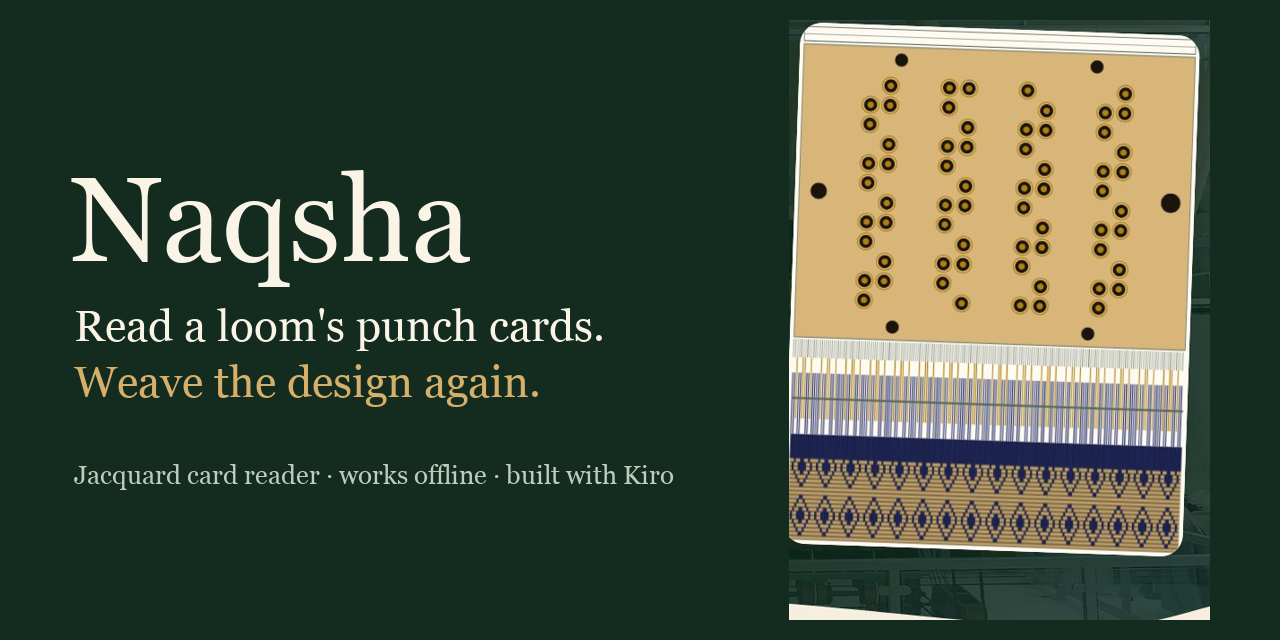 Naqsha
Read a loom's punch cards.
Weave the design again.
Jacquard card reader · works offline · built with Kiro